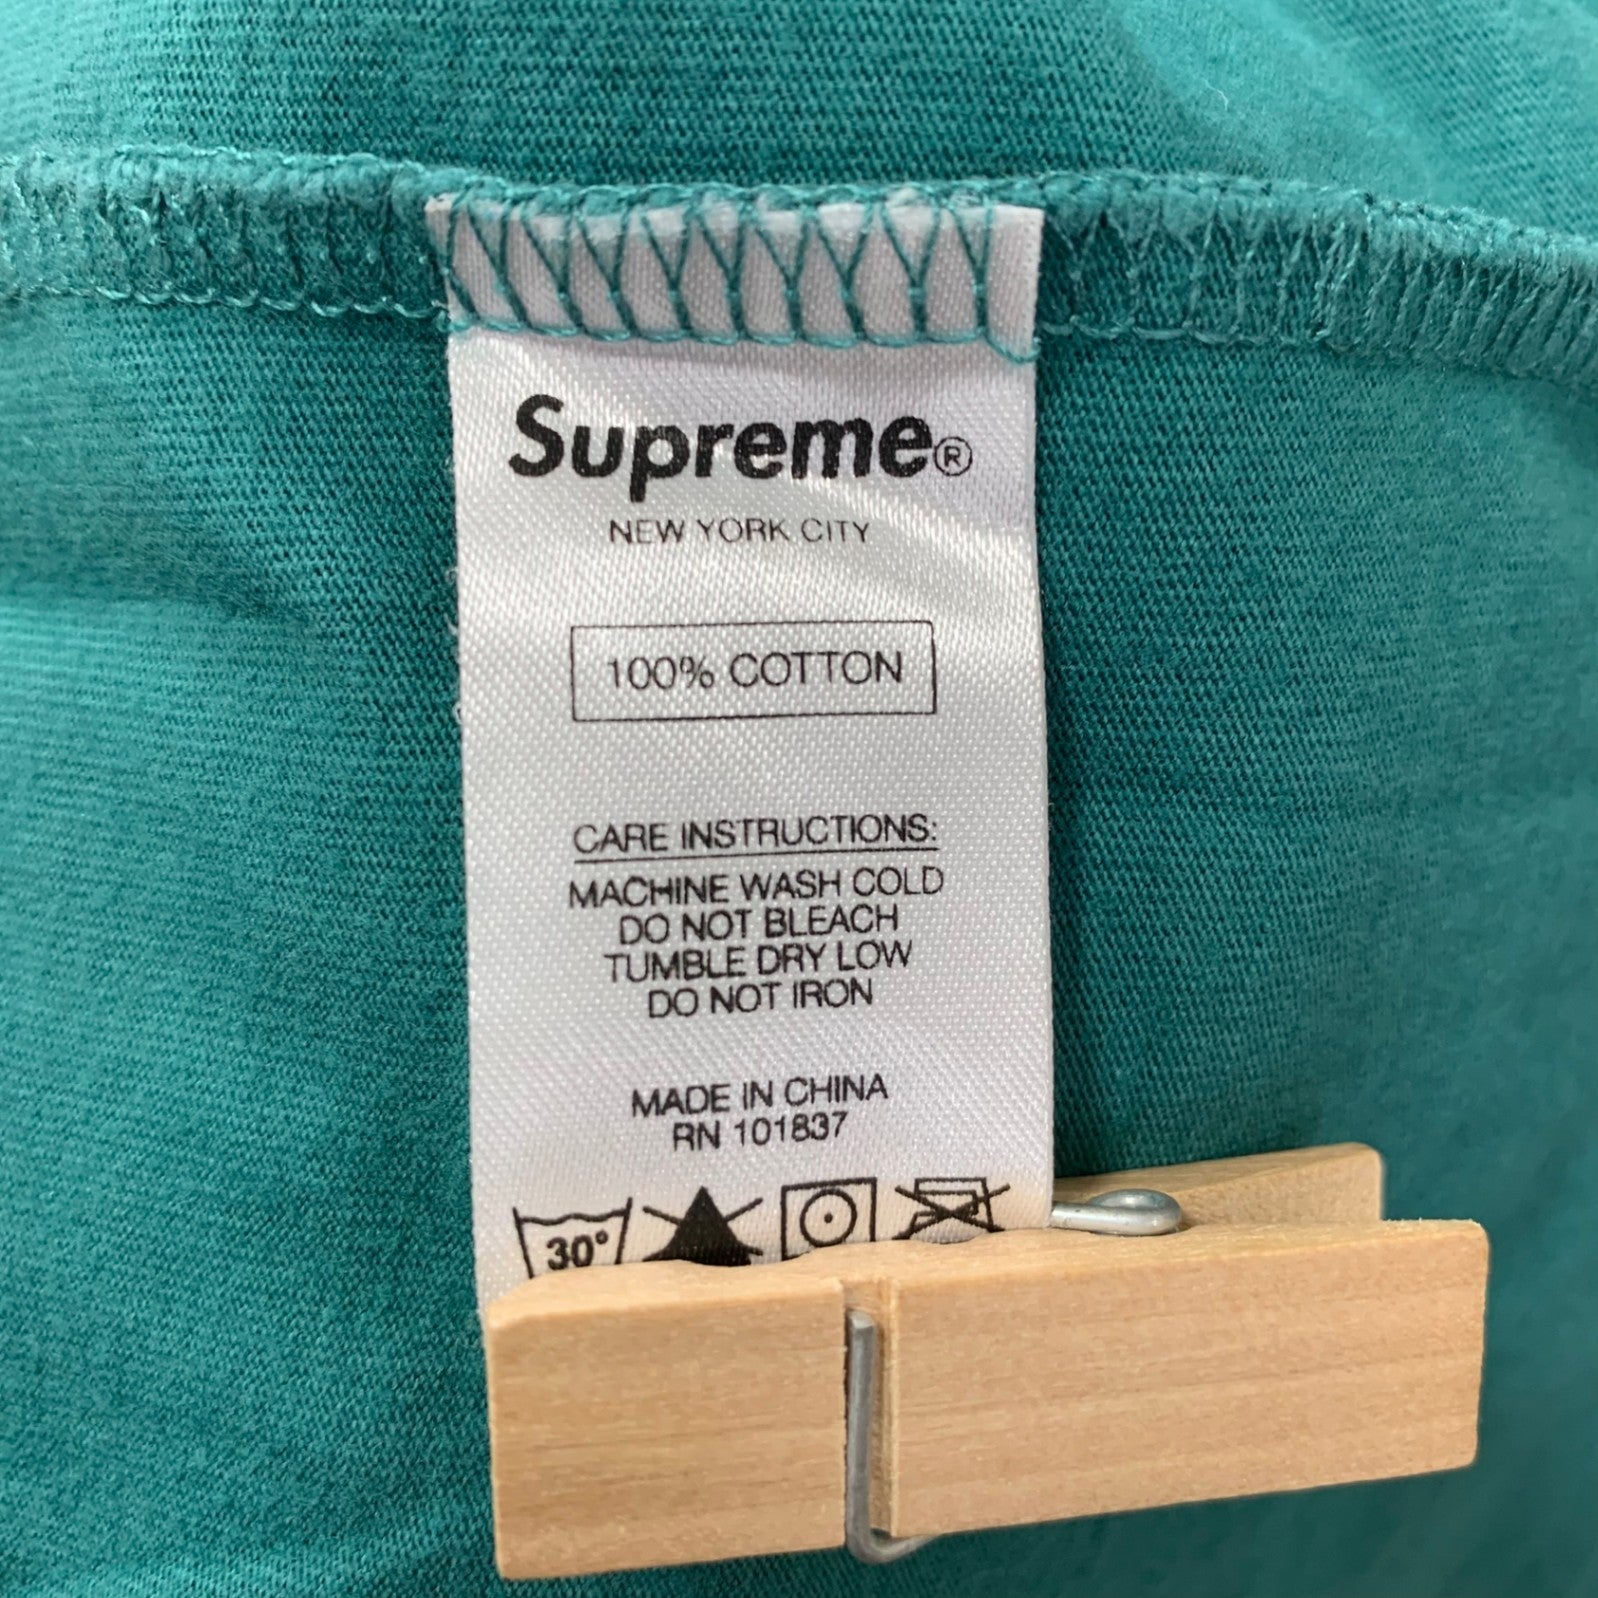 Supreme®
NEW YORK CITY
100% COTTON
CARE INSTRUCTIONS:
MACHINE WASH COLD
DO NOT BLEACH
TUMBLE DRY LOW
DO NOT IRON
MADE IN CHINA
RN 101837
30°